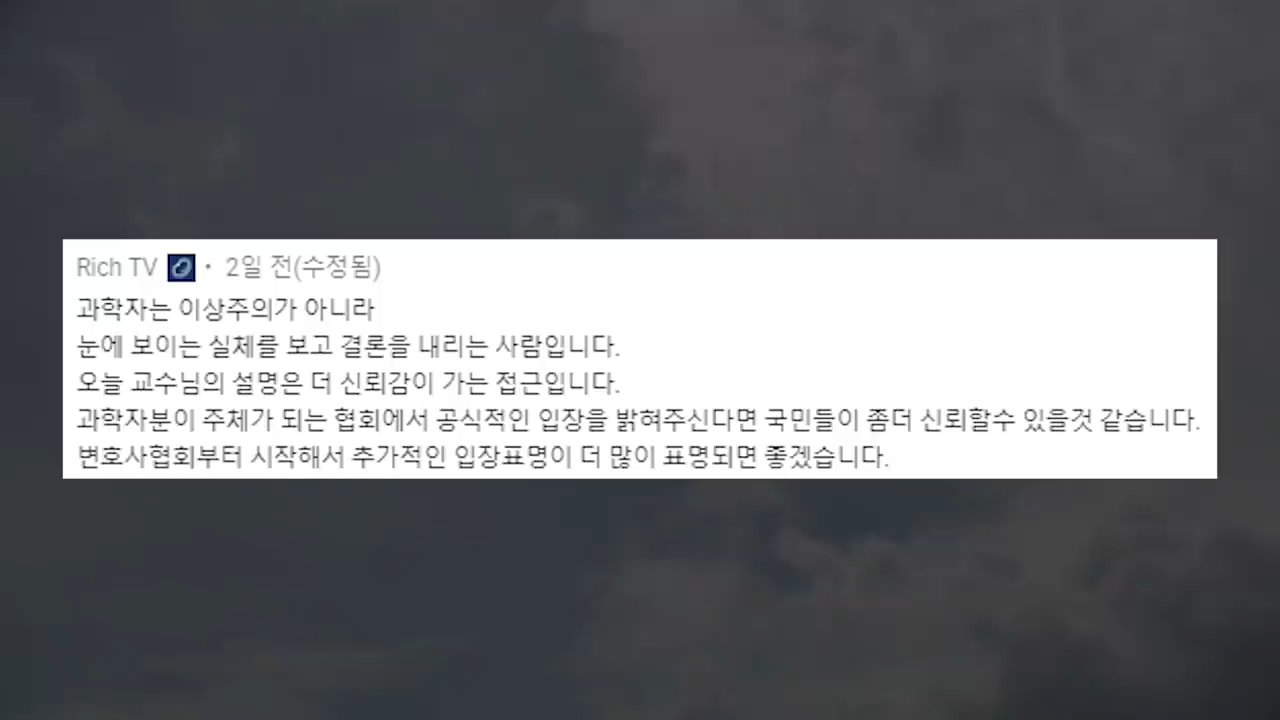 Rich TV · 2일 전(수정됨)
과학자는 이상주의가 아니라
눈에 보이는 실체를 보고 결론을 내리는 사람입니다.
오늘 교수님의 설명은 더 신뢰감이 가는 접근입니다.
과학자분이 주체가 되는 협회에서 공식적인 입장을 밝혀주신다면 국민들이 좀더 신뢰할수 있을것 같습니다.
변호사협회부터 시작해서 추가적인 입장표명이 더 많이 표명되면 좋겠습니다.